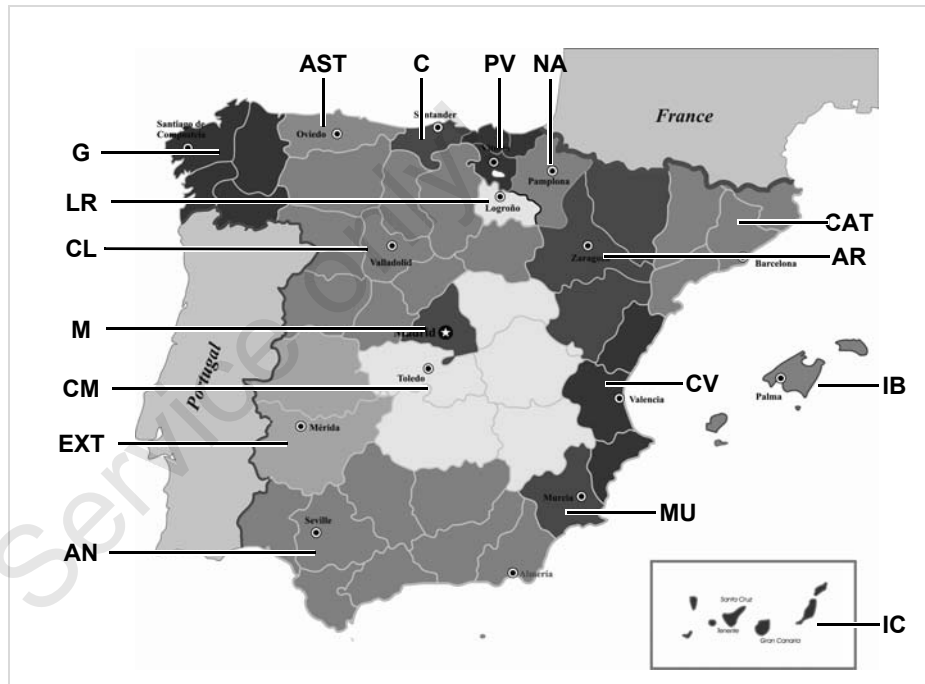 AST
C
PV
NA
Santiago de
Compostela
Oviedo
Santander
France
G
Pamplona
LR
Logroño
CAT
CL
Valladolid
AR
Barcelona
M
Madrid
Portugal
Toledo
CM
CV
Valencia
Palma
IB
Mérida
EXT
Murcia
MU
Seville
AN
Almería
Santa Cruz
Tenerife
Gran Canaria
IC
Service only